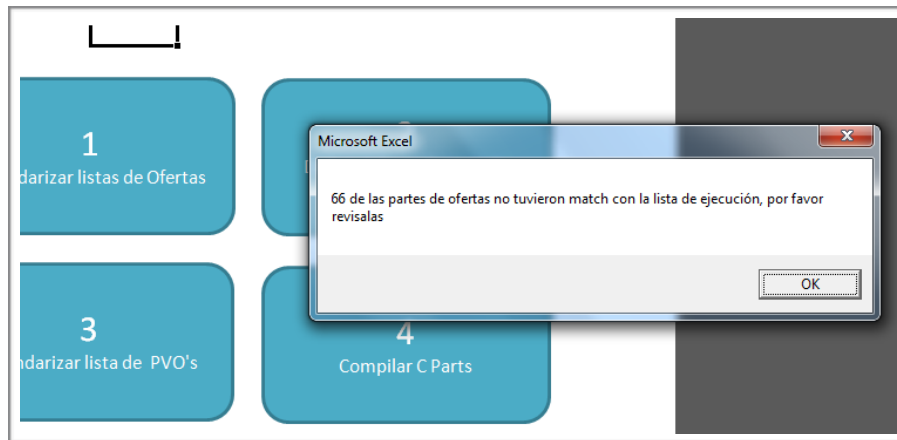 1
darizar listas de Ofertas
Microsoft Excel
66 de las partes de ofertas no tuvieron match con la lista de ejecución, por favor
revisalas
OK
3
ndarizar lista de PVO's
4
Compilar C Parts